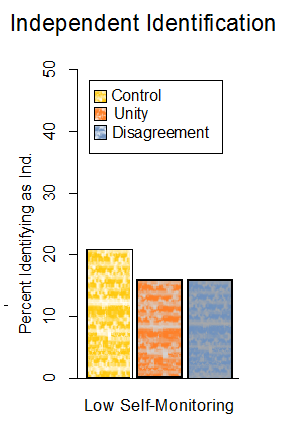 Independent Identification
Percent Identifying as Ind.
50
40
30
20
10
0
Control
Unity
Disagreement
Low Self-Monitoring